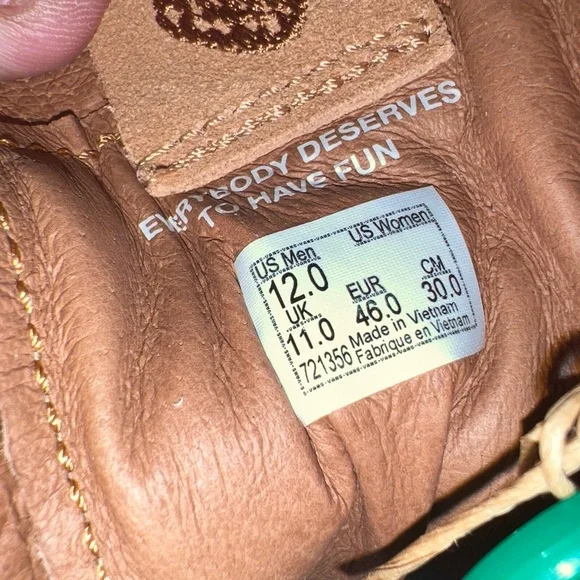 EVERYBODY DESERVES
TO HAVE FUN
US Men US Women
12.0
UK EUR CM
11.0 46.0 30.0
Made in Vietnam
721356 Fabrique en Vietnam